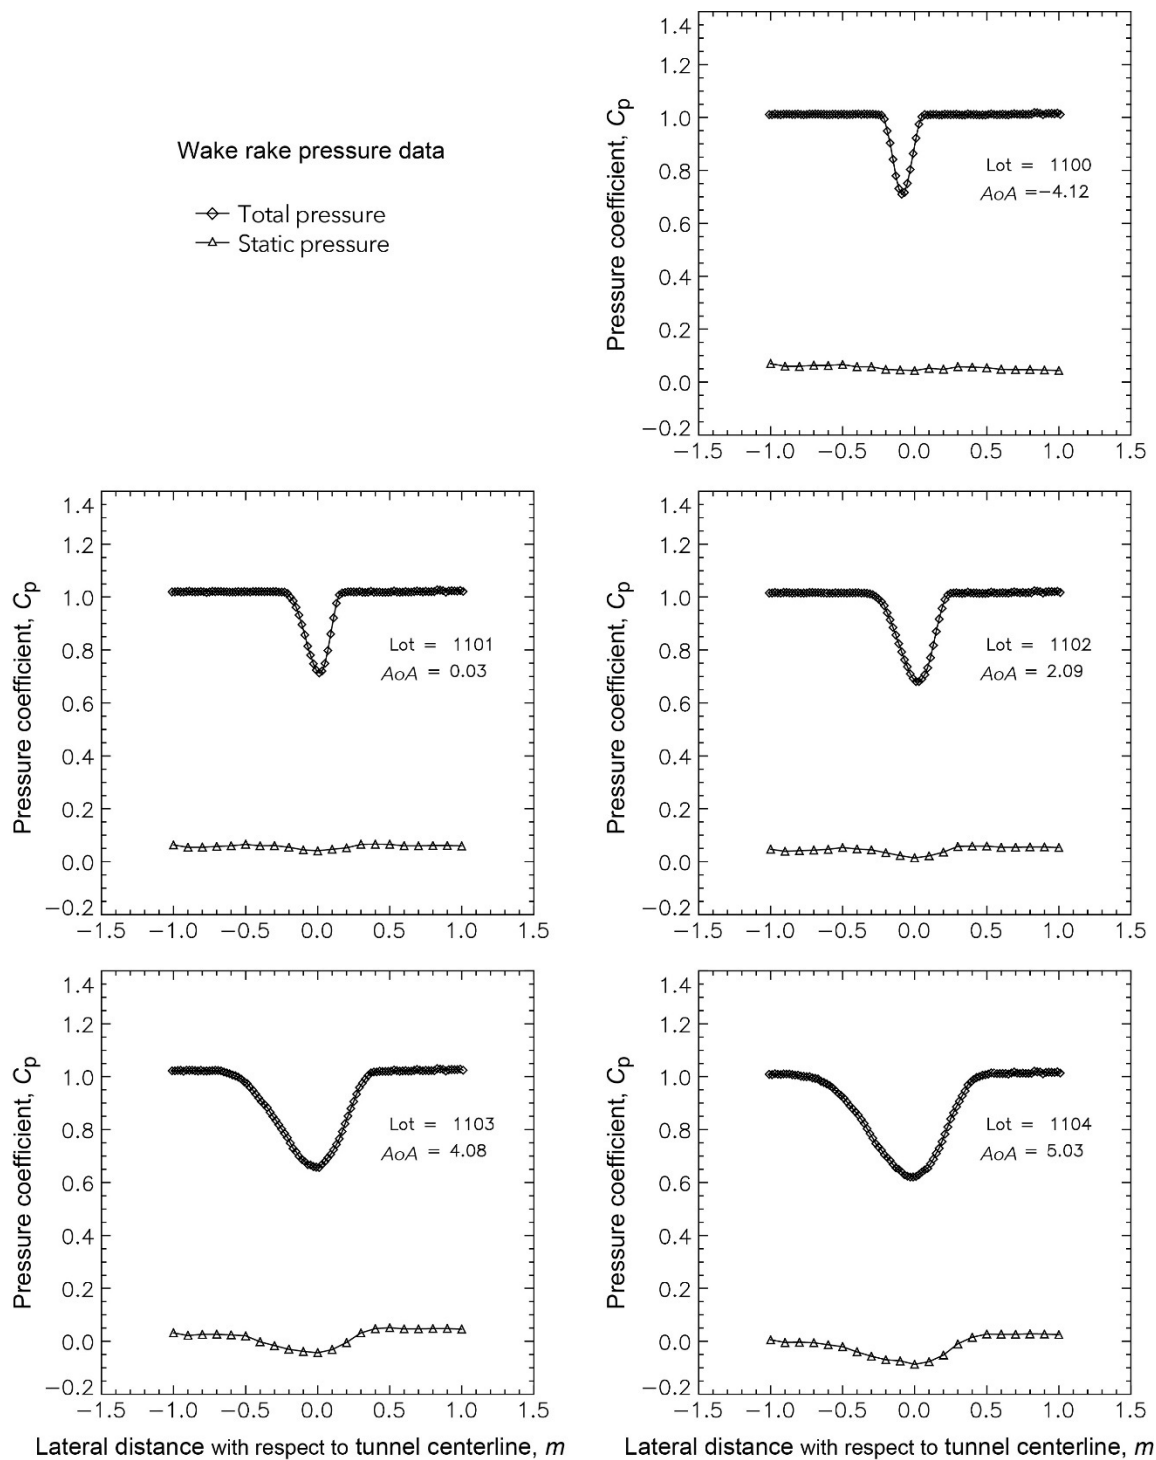 Wake rake pressure data
Total pressure
Static pressure
Pressure coefficient, Cp
1.4
1.2
1.0
0.8
0.6
0.4
0.2
0.0
−0.2
Lot = 1100
AoA =−4.12
−1.5 −1.0 −0.5 0.0 0.5 1.0 1.5
Pressure coefficient, Cp
1.4
1.2
1.0
0.8
0.6
0.4
0.2
0.0
−0.2
Lot = 1101
AoA = 0.03
−1.5 −1.0 −0.5 0.0 0.5 1.0 1.5
Pressure coefficient, Cp
1.4
1.2
1.0
0.8
0.6
0.4
0.2
0.0
−0.2
Lot = 1102
AoA = 2.09
−1.5 −1.0 −0.5 0.0 0.5 1.0 1.5
Pressure coefficient, Cp
1.4
1.2
1.0
0.8
0.6
0.4
0.2
0.0
−0.2
Lot = 1103
AoA = 4.08
−1.5 −1.0 −0.5 0.0 0.5 1.0 1.5
Lateral distance with respect to tunnel centerline, m
Pressure coefficient, Cp
1.4
1.2
1.0
0.8
0.6
0.4
0.2
0.0
−0.2
Lot = 1104
AoA = 5.03
−1.5 −1.0 −0.5 0.0 0.5 1.0 1.5
Lateral distance with respect to tunnel centerline, m